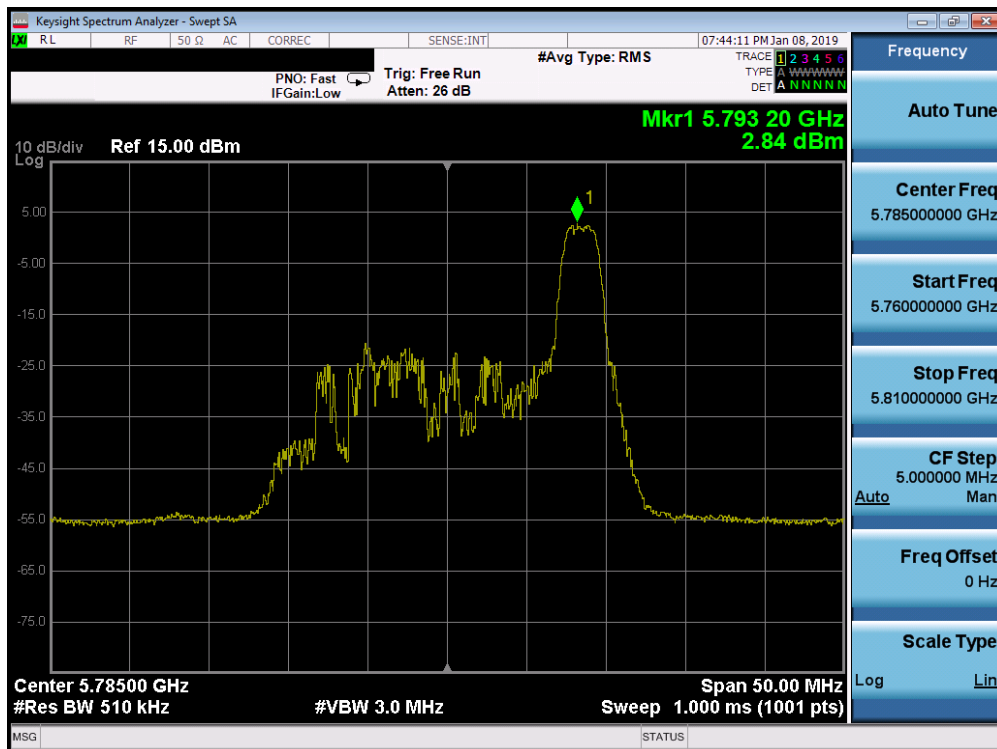 Keysight Spectrum Analyzer - Swept SA
LXI RL RF 50 Ω AC CORREC SENSE:INT 07:44:11 PM Jan 08, 2019
#Avg Type: RMS
TRACE 1 2 3 4 5 6
TYPE A WWWWW
DET A N N N N N
PNO: Fast
IFGain:Low
Trig: Free Run
Atten: 26 dB
Mkr1 5.793 20 GHz
2.84 dBm
10 dB/div Ref 15.00 dBm
Log
1
5.00
-5.00
-15.0
-25.0
-35.0
-45.0
-55.0
-65.0
-75.0
Center 5.78500 GHz Span 50.00 MHz
#Res BW 510 kHz #VBW 3.0 MHz Sweep 1.000 ms (1001 pts)
MSG STATUS
Frequency
Auto Tune
Center Freq
5.785000000 GHz
Start Freq
5.760000000 GHz
Stop Freq
5.810000000 GHz
CF Step
5.000000 MHz
Auto Man
Freq Offset
0 Hz
Scale Type
Log Lin